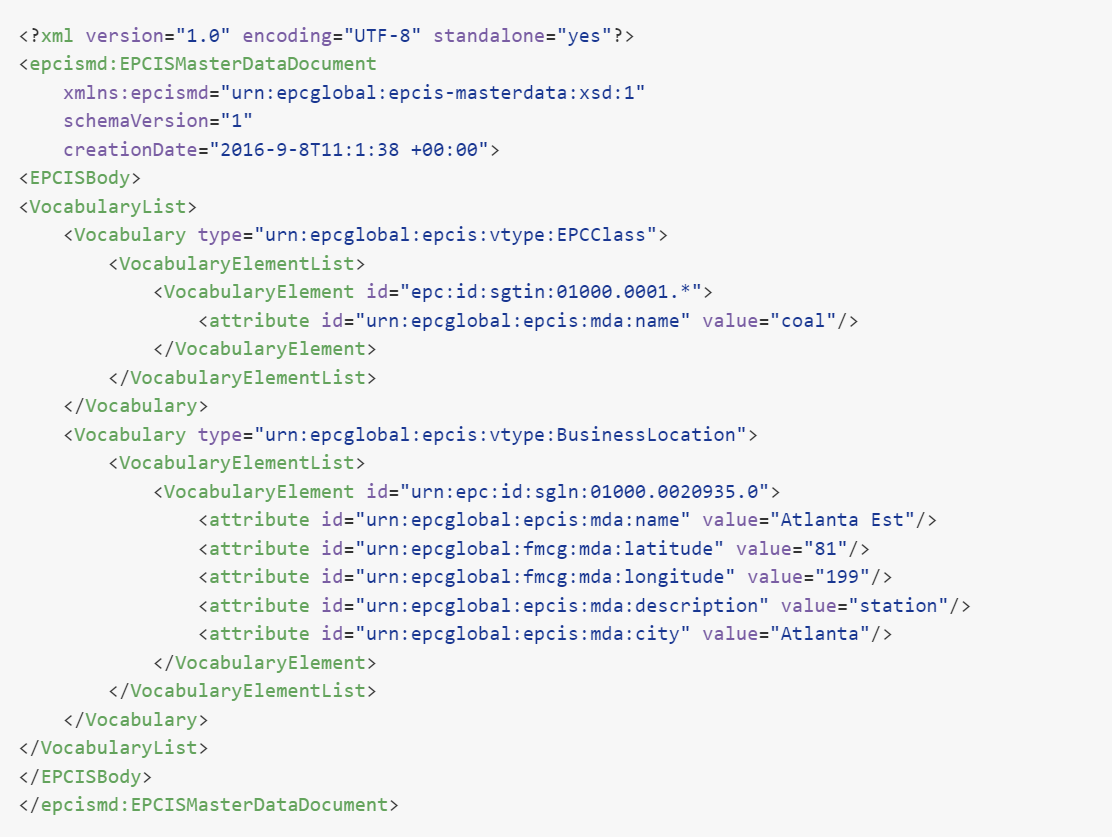 <?xml version="1.0" encoding="UTF-8" standalone="yes"?>
<epcismd:EPCISMasterDataDocument
    xmlns:epcismd="urn:epcglobal:epcis-masterdata:xsd:1"
    schemaVersion="1"
    creationDate="2016-9-8T11:1:38 +00:00">
<EPCISBody>
<VocabularyList>
    <Vocabulary type="urn:epcglobal:epcis:vtype:EPCClass">
        <VocabularyElementList>
            <VocabularyElement id="epc:id:sgtin:01000.0001.*">
                <attribute id="urn:epcglobal:epcis:mda:name" value="coal"/>
            </VocabularyElement>
        </VocabularyElementList>
    </Vocabulary>
    <Vocabulary type="urn:epcglobal:epcis:vtype:BusinessLocation">
        <VocabularyElementList>
            <VocabularyElement id="urn:epc:id:sgln:01000.0020935.0">
                <attribute id="urn:epcglobal:epcis:mda:name" value="Atlanta Est"/>
                <attribute id="urn:epcglobal:fmcg:mda:latitude" value="81"/>
                <attribute id="urn:epcglobal:fmcg:mda:longitude" value="199"/>
                <attribute id="urn:epcglobal:epcis:mda:description" value="station"/>
                <attribute id="urn:epcglobal:epcis:mda:city" value="Atlanta"/>
            </VocabularyElement>
        </VocabularyElementList>
    </Vocabulary>
</VocabularyList>
</EPCISBody>
</epcismd:EPCISMasterDataDocument>